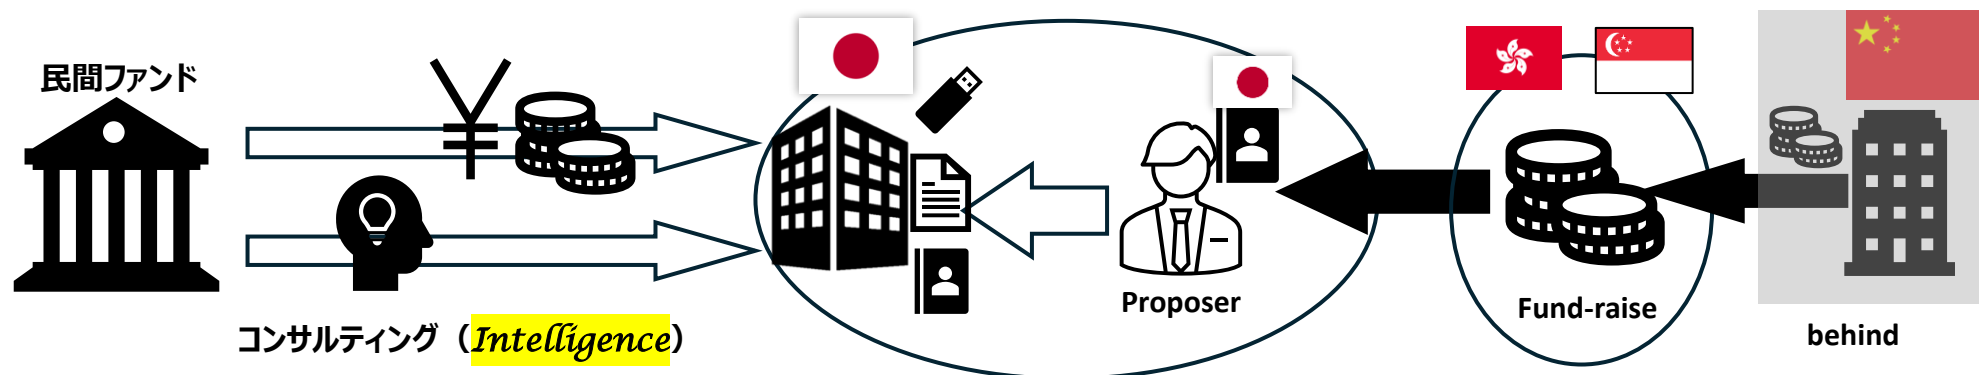 民間ファンド
¥
コンサルティング（Intelligence）
Proposer
Fund-raise
behind